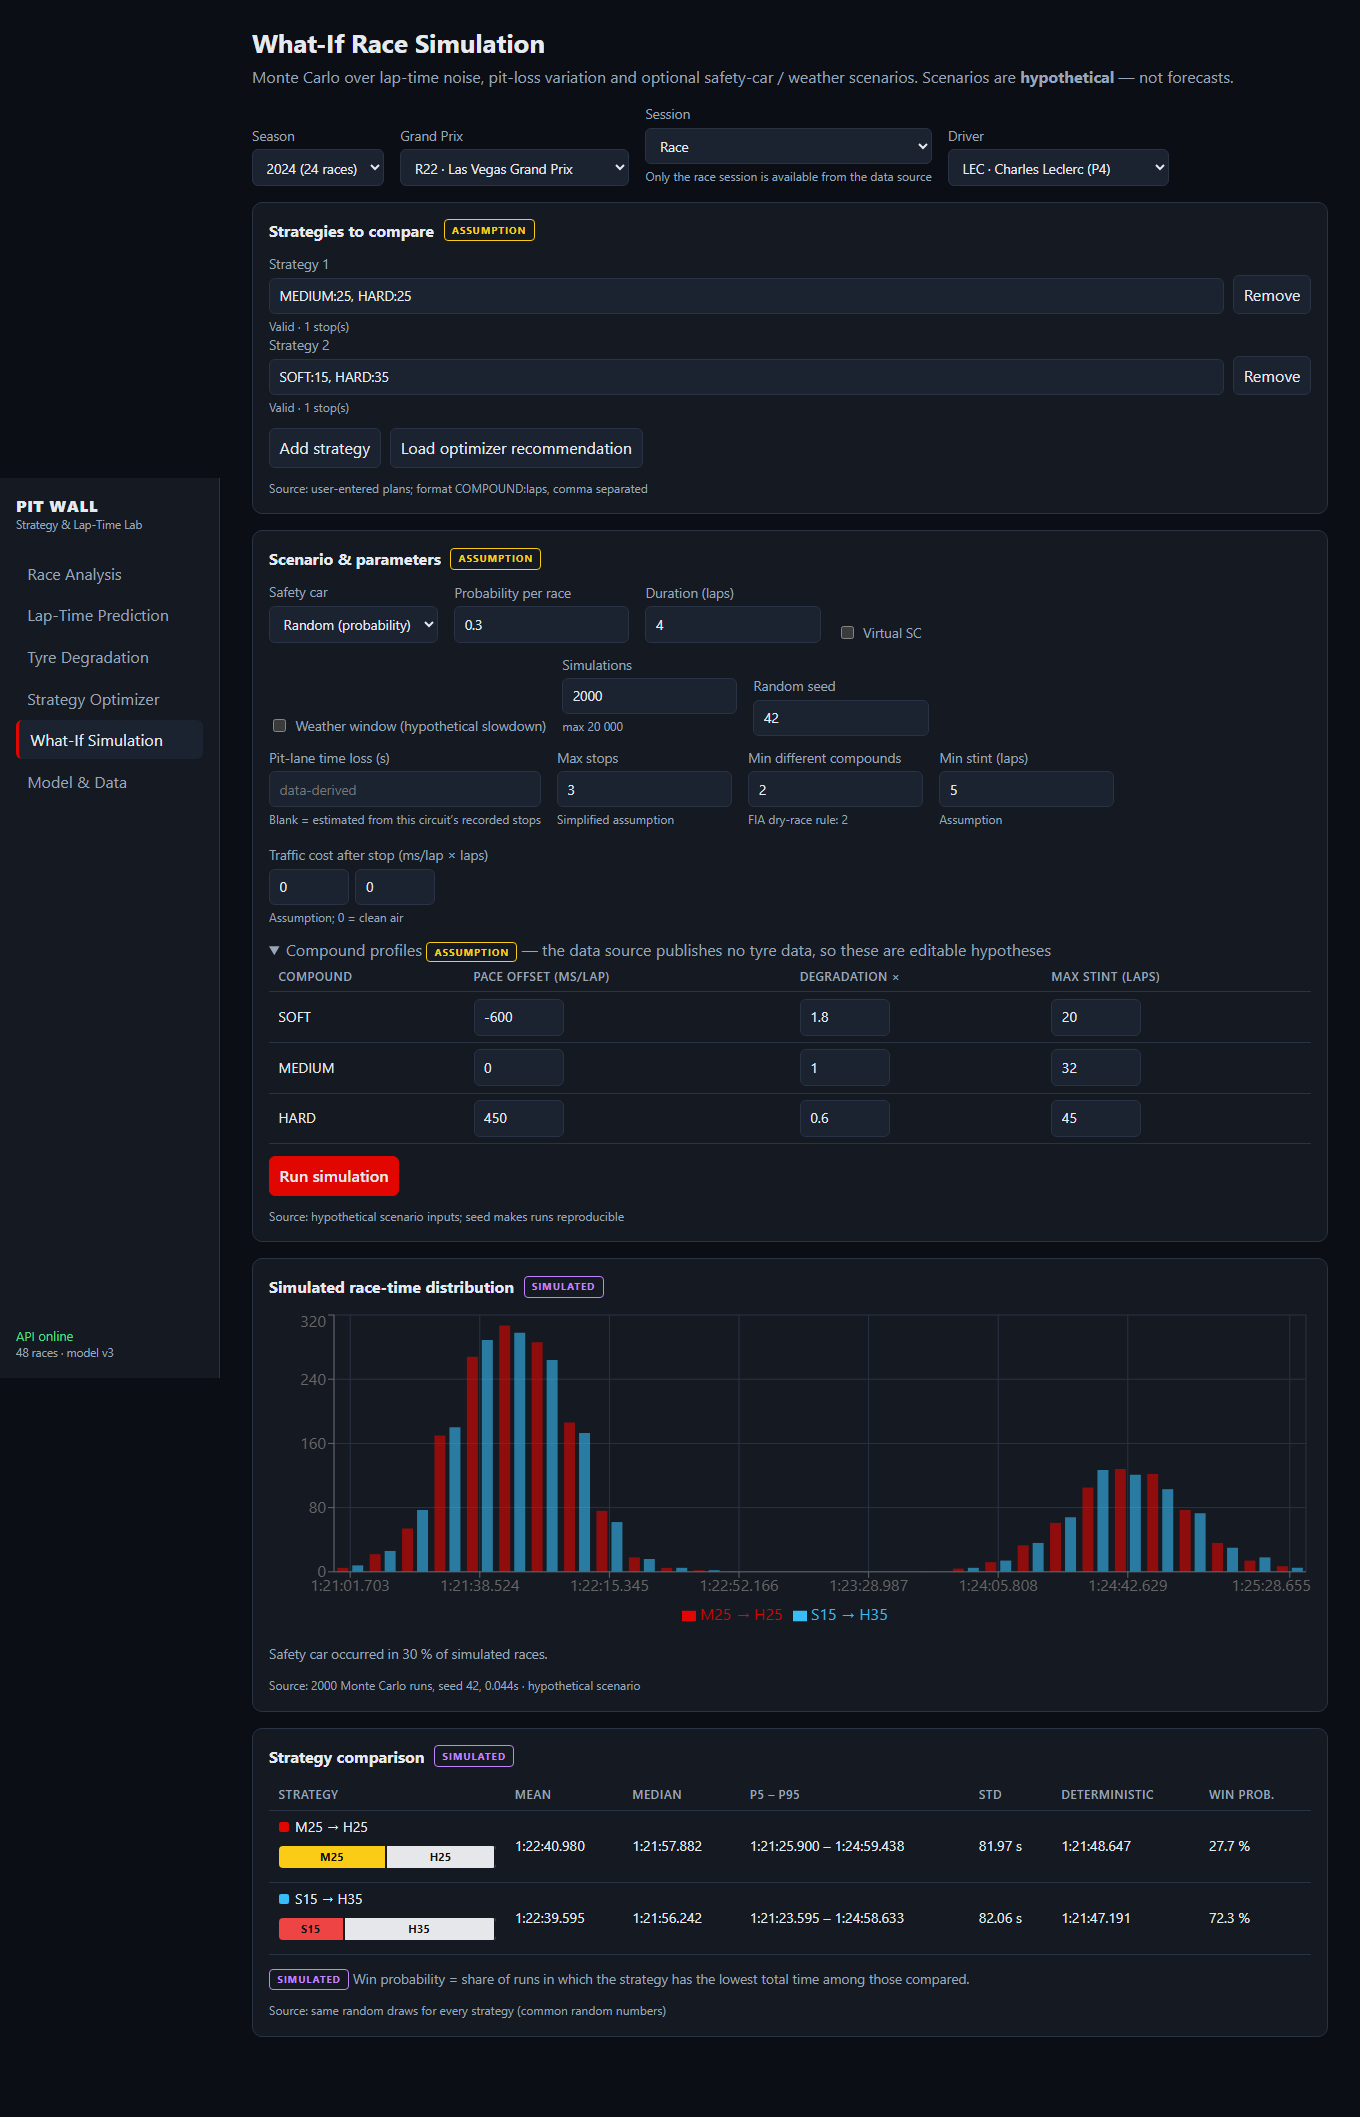 What-If Race Simulation
Monte Carlo over lap-time noise, pit-loss variation and optional safety-car / weather scenarios. Scenarios are hypothetical — not forecasts.
Season
2024 (24 races)
Grand Prix
R22 · Las Vegas Grand Prix
Session
Race
Only the race session is available from the data source
Driver
LEC · Charles Leclerc (P4)
Strategies to compare ASSUMPTION
Strategy 1
MEDIUM:25, HARD:25 Remove
Valid · 1 stop(s)
Strategy 2
SOFT:15, HARD:35 Remove
Valid · 1 stop(s)
Add strategy Load optimizer recommendation
Source: user-entered plans; format COMPOUND:laps, comma separated
PIT WALL
Strategy & Lap-Time Lab
Race Analysis
Lap-Time Prediction
Tyre Degradation
Strategy Optimizer
What-If Simulation
Model & Data
API online
48 races · model v3
Scenario & parameters ASSUMPTION
Safety car
Random (probability)
Probability per race
0.3
Duration (laps)
4
Virtual SC
Weather window (hypothetical slowdown)
Simulations
2000
max 20 000
Random seed
42
Pit-lane time loss (s)
data-derived
Blank = estimated from this circuit's recorded stops
Max stops
3
Simplified assumption
Min different compounds
2
FIA dry-race rule: 2
Min stint (laps)
5
Assumption
Traffic cost after stop (ms/lap × laps)
0 0
Assumption; 0 = clean air
▼ Compound profiles ASSUMPTION — the data source publishes no tyre data, so these are editable hypotheses
COMPOUND PACE OFFSET (MS/LAP) DEGRADATION × MAX STINT (LAPS)
SOFT -600 1.8 20
MEDIUM 0 1 32
HARD 450 0.6 45
Run simulation
Source: hypothetical scenario inputs; seed makes runs reproducible
Simulated race-time distribution SIMULATED
320
240
160
80
0
1:21:01.703 1:21:38.524 1:22:15.345 1:22:52.166 1:23:28.987 1:24:05.808 1:24:42.629 1:25:28.655
M25 → H25 S15 → H35
Safety car occurred in 30 % of simulated races.
Source: 2000 Monte Carlo runs, seed 42, 0.044s · hypothetical scenario
Strategy comparison SIMULATED
STRATEGY MEAN MEDIAN P5 – P95 STD DETERMINISTIC WIN PROB.
M25 → H25
M25 H25
1:22:40.980 1:21:57.882 1:21:25.900 – 1:24:59.438 81.97 s 1:21:48.647 27.7 %
S15 → H35
S15 H35
1:22:39.595 1:21:56.242 1:21:23.595 – 1:24:58.633 82.06 s 1:21:47.191 72.3 %
SIMULATED Win probability = share of runs in which the strategy has the lowest total time among those compared.
Source: same random draws for every strategy (common random numbers)